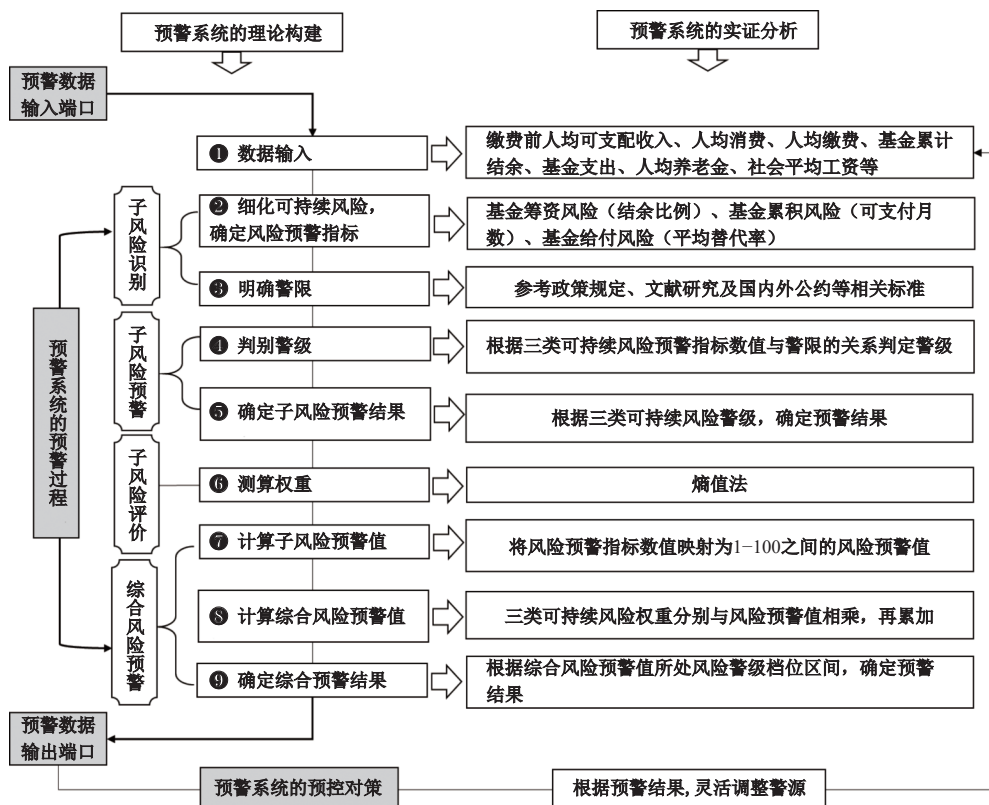 预警系统的理论构建
预警系统的实证分析
预警数据
输入端口
❶ 数据输入
缴费前人均可支配收入、人均消费、人均缴费、基金累计
结余、基金支出、人均养老金、社会平均工资等
子风险识别
❷ 细化可持续风险，
确定风险预警指标
基金筹资风险（结余比例）、基金累积风险（可支付月
数）、基金给付风险（平均替代率）
❸ 明确警限
参考政策规定、文献研究及国内外公约等相关标准
预警系统的预警过程
子风险预警
❹ 判别警级
根据三类可持续风险预警指标数值与警限的关系判定警级
❺ 确定子风险预警结果
根据三类可持续风险警级，确定预警结果
子风险评价
❻ 测算权重
熵值法
综合风险预警
❼ 计算子风险预警值
将风险预警指标数值映射为1−100之间的风险预警值
❽ 计算综合风险预警值
三类可持续风险权重分别与风险预警值相乘，再累加
❾ 确定综合预警结果
根据综合风险预警值所处风险警级档位区间，确定预警
结果
预警数据
输出端口
预警系统的预控对策
根据预警结果,灵活调整警源